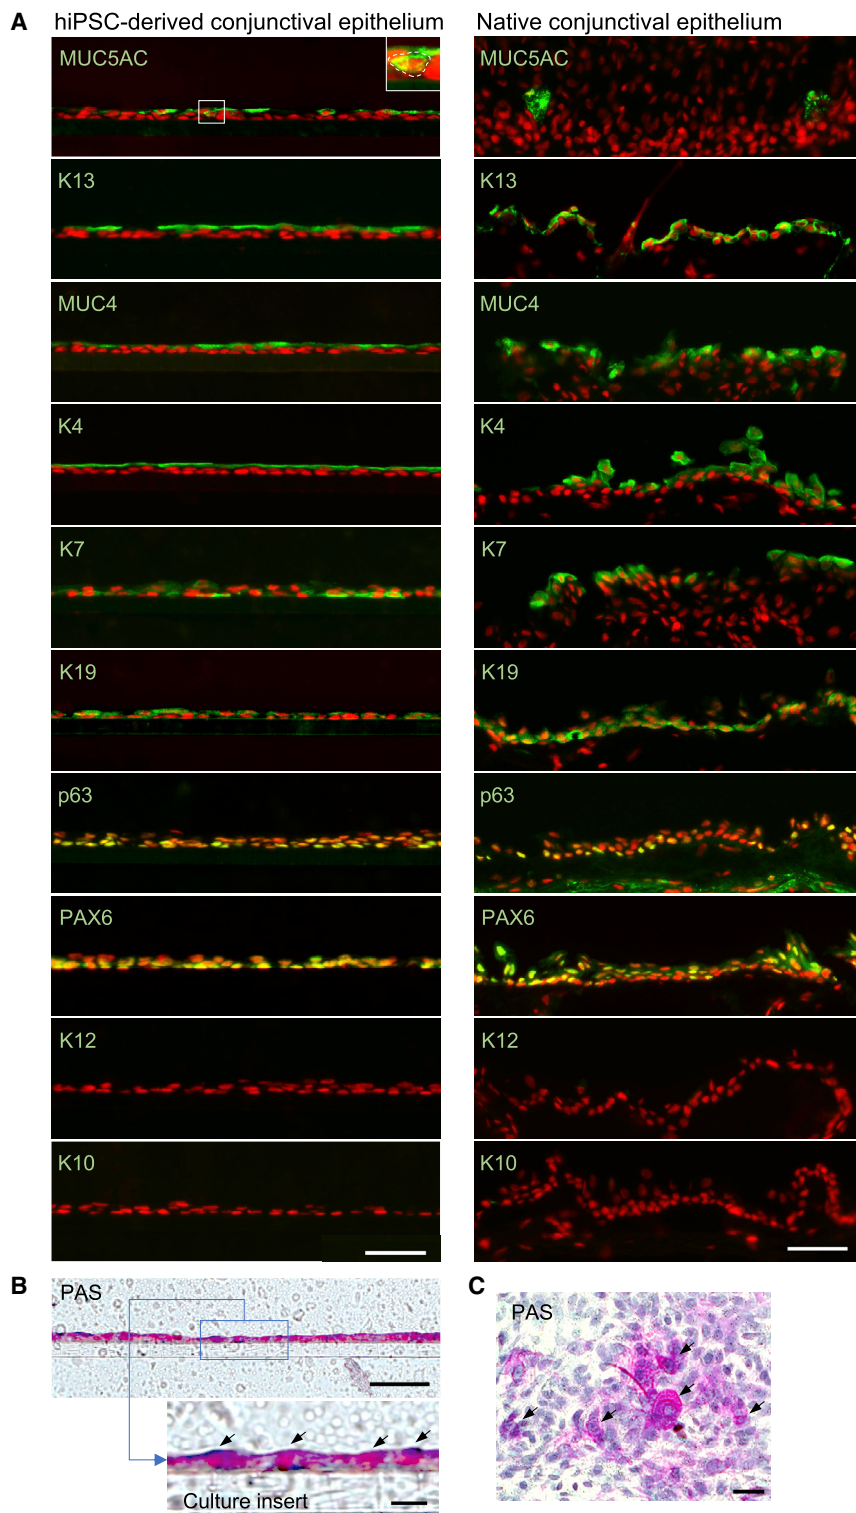 A
hiPSC-derived conjunctival epithelium
Native conjunctival epithelium
MUC5AC
MUC5AC
K13
K13
MUC4
MUC4
K4
K4
K7
K7
K19
K19
p63
p63
PAX6
PAX6
K12
K12
K10
K10
B
PAS
Culture insert
C
PAS